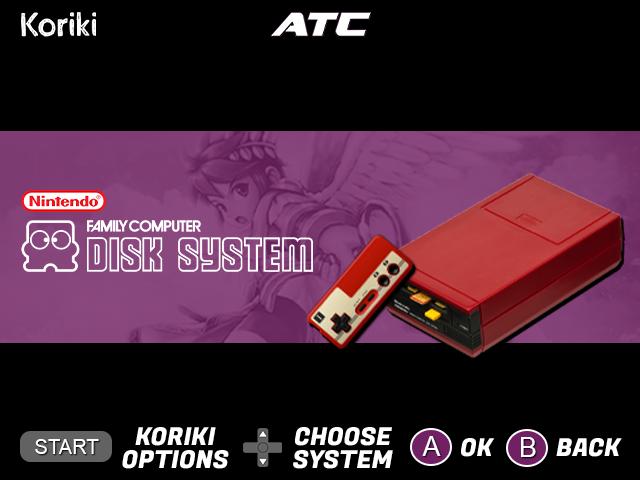 Koriki
ATC
Nintendo
FAMILY COMPUTER
DISK SYSTEM
START
KORIKI
OPTIONS
CHOOSE
SYSTEM
A
OK
B
BACK